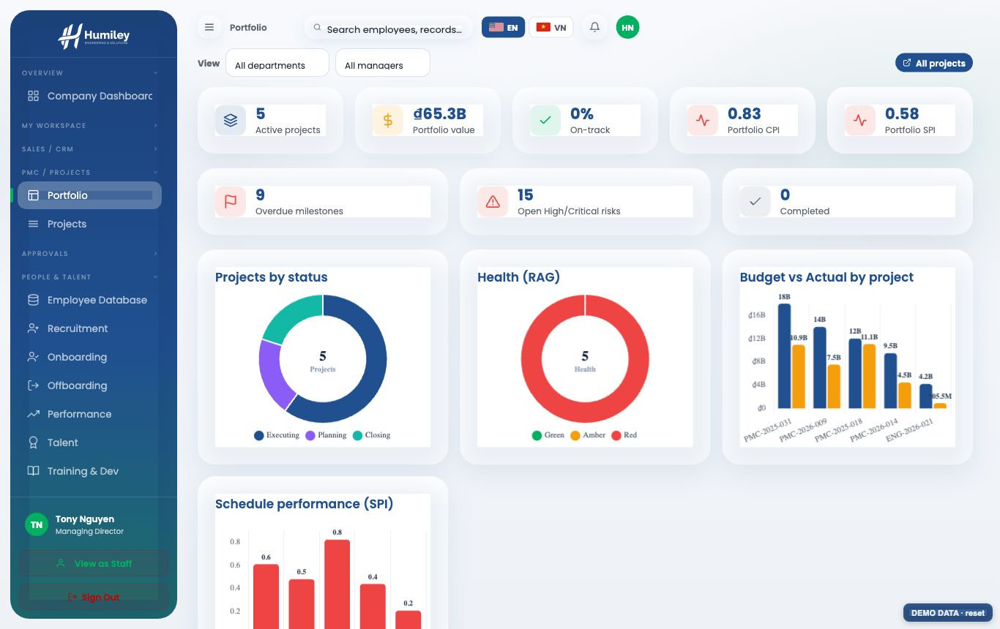 Humiley
ENGINEERING & SOLUTIONS
OVERVIEW
Company Dashboard
MY WORKSPACE
SALES / CRM
PMC / PROJECTS
Portfolio
Projects
APPROVALS
PEOPLE & TALENT
Employee Database
Recruitment
Onboarding
Offboarding
Performance
Talent
Training & Dev
TN
Tony Nguyen
Managing Director
View as Staff
Sign Out
Portfolio
Search employees, records...
EN
VN
HN
View
All departments
All managers
All projects
5
Active projects
₫65.3B
Portfolio value
0%
On-track
0.83
Portfolio CPI
0.58
Portfolio SPI
9
Overdue milestones
15
Open High/Critical risks
0
Completed
Projects by status
5
Projects
Executing Planning Closing
Health (RAG)
5
Health
Green Amber Red
Budget vs Actual by project
₫16B
₫12B
₫8B
₫4B
₫0
18B
10.9B
14B
7.5B
12B
11.1B
9.5B
4.5B
4.2B
05.5M
PMC-2025-031
PMC-2026-009
PMC-2025-018
PMC-2026-014
ENG-2026-021
Schedule performance (SPI)
0.8
0.6
0.4
0.2
0.6
0.5
0.8
0.4
0.2
DEMO DATA · reset